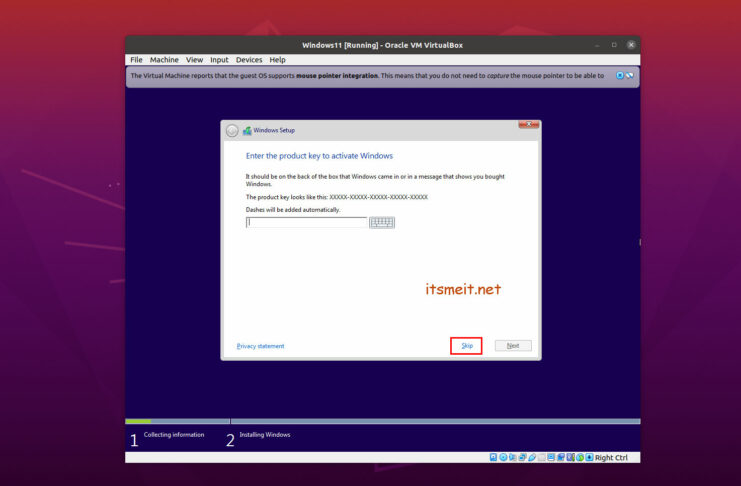 Windows11 [Running] - Oracle VM VirtualBox
File Machine View Input Devices Help
The Virtual Machine reports that the guest OS supports mouse pointer integration. This means that you do not need to capture the mouse pointer to be able to
Windows Setup
Enter the product key to activate Windows
It should be on the back of the box that Windows came in or in a message that shows you bought
Windows.
The product key looks like this: XXXXX-XXXXX-XXXXX-XXXXX-XXXXX
Dashes will be added automatically.
itsmeit.net
Privacy statement
Skip
Next
1 Collecting information
2 Installing Windows
Right Ctrl